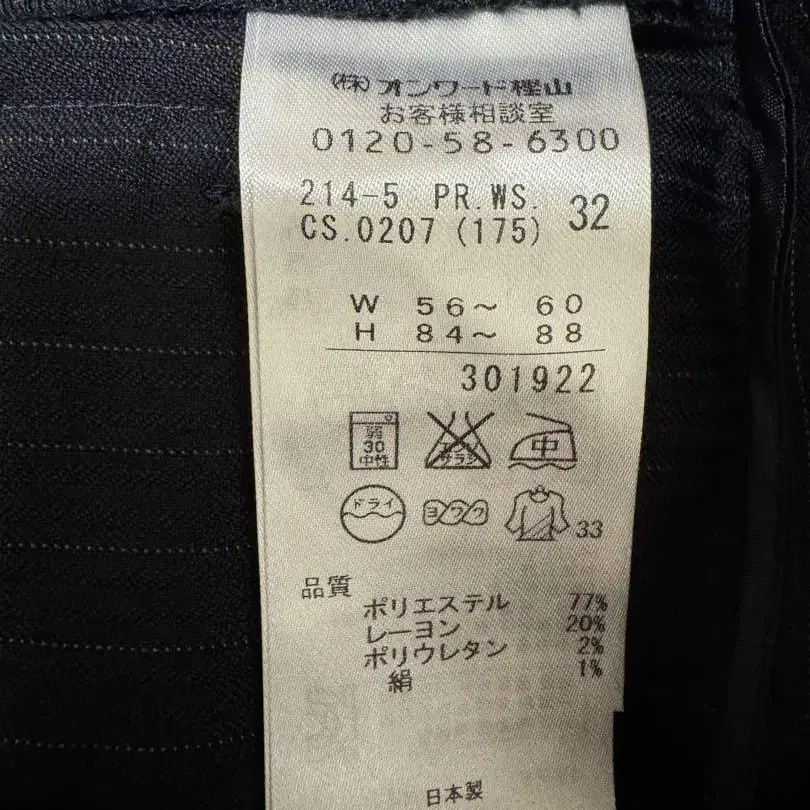 (株)オンワード樫山
お客様相談室
0120-58-6300
214-5 PR.WS. 32
CS.0207 (175)
W 56～ 60
H 84～ 88
301922
弱
30
中性
エンソ
サラシ
中
ドライ
ヨワク
33
品質
ポリエステル 77%
レーヨン 20%
ポリウレタン 2%
絹 1%
日本製